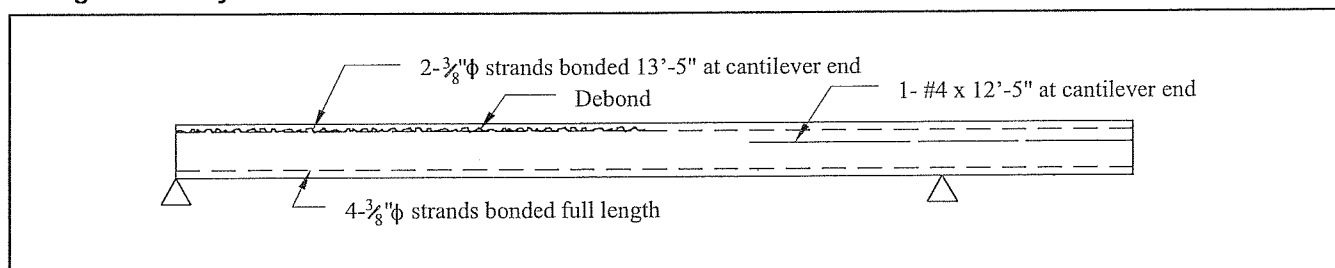 2-⅜"ϕ strands bonded 13'-5" at cantilever end
Debond
1- #4 x 12'-5" at cantilever end
4-⅜"ϕ strands bonded full length